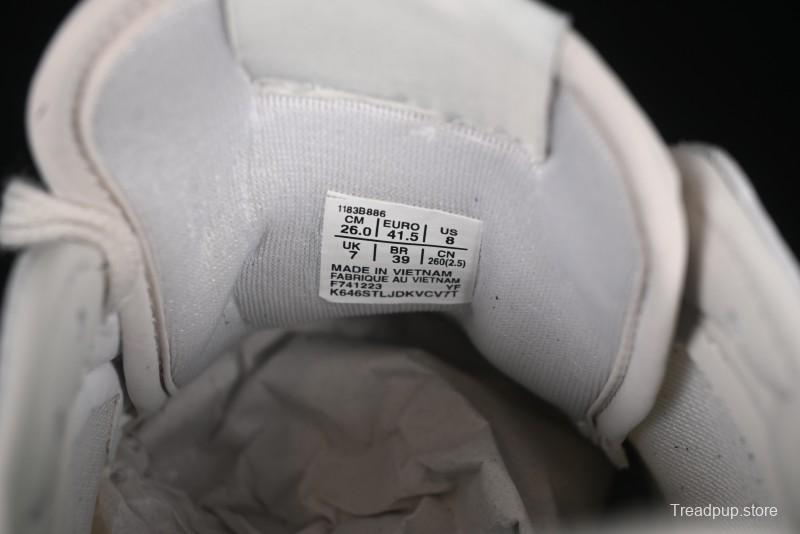 1183B886
CM | EURO | US
26.0 | 41.5 | 8
UK | BR | CN
7 | 39 | 260(2.5)
MADE IN VIETNAM
FABRIQUE AU VIETNAM
F741223 YF
K646STLJDKVCV7T
Treadpup.store